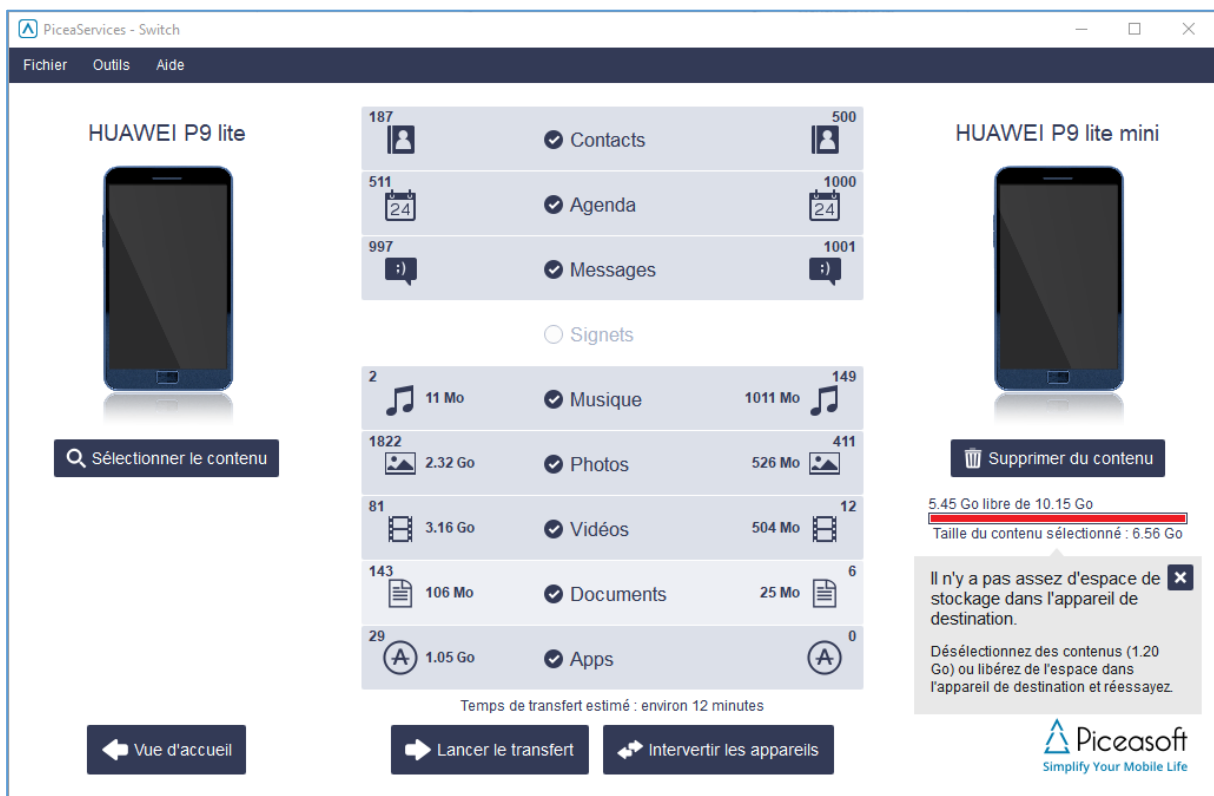 PiceaServices - Switch
Fichier Outils Aide
HUAWEI P9 lite
HUAWEI P9 lite mini
187 Contacts 500
511 24 Agenda 1000 24
997 ;) Messages 1001 ;)
Signets
2 11 Mo Musique 1011 Mo 149
1822 2.32 Go Photos 526 Mo 411
81 3.16 Go Vidéos 504 Mo 12
143 106 Mo Documents 25 Mo 6
29 1.05 Go Apps 0
Sélectionner le contenu
Supprimer du contenu
5.45 Go libre de 10.15 Go
Taille du contenu sélectionné : 6.56 Go
Il n'y a pas assez d'espace de
stockage dans l'appareil de
destination.
Désélectionnez des contenus (1.20
Go) ou libérez de l'espace dans
l'appareil de destination et réessayez.
Temps de transfert estimé : environ 12 minutes
Vue d'accueil
Lancer le transfert
Intervertir les appareils
Piceasoft
Simplify Your Mobile Life